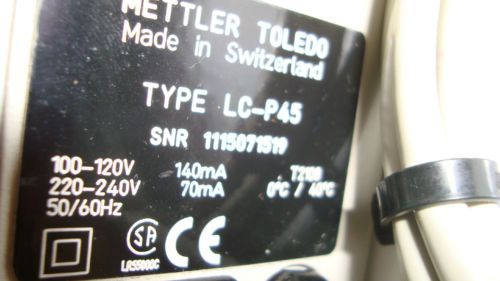 METTLER TOLEDO
Made in Switzerland
TYPE LC-P45
SNR 1115071519
100-120V 140mA
220-240V 70mA 0°C / 40°C
50/60Hz
SA CE